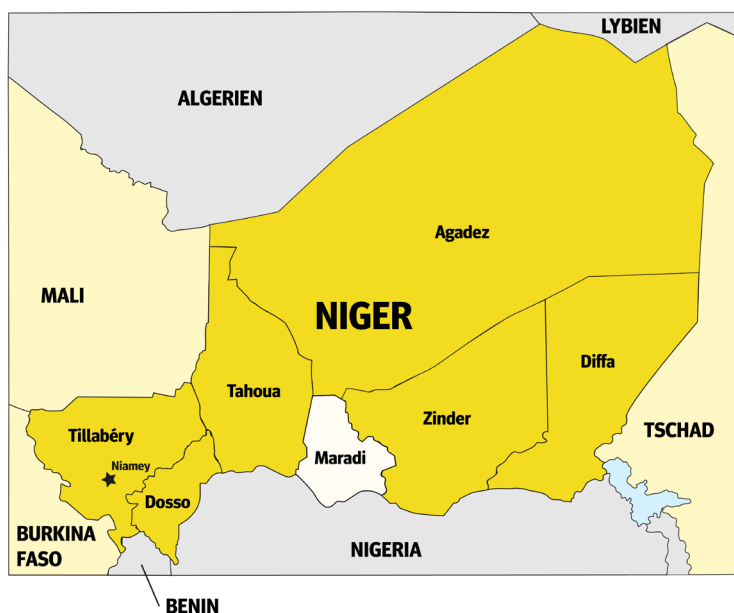 LYBIEN
ALGERIEN
Agadez
MALI
NIGER
Diffa
Tahoua
Zinder
TSCHAD
Tillabéry
Maradi
Niamey
Dosso
BURKINA
FASO
NIGERIA
BENIN